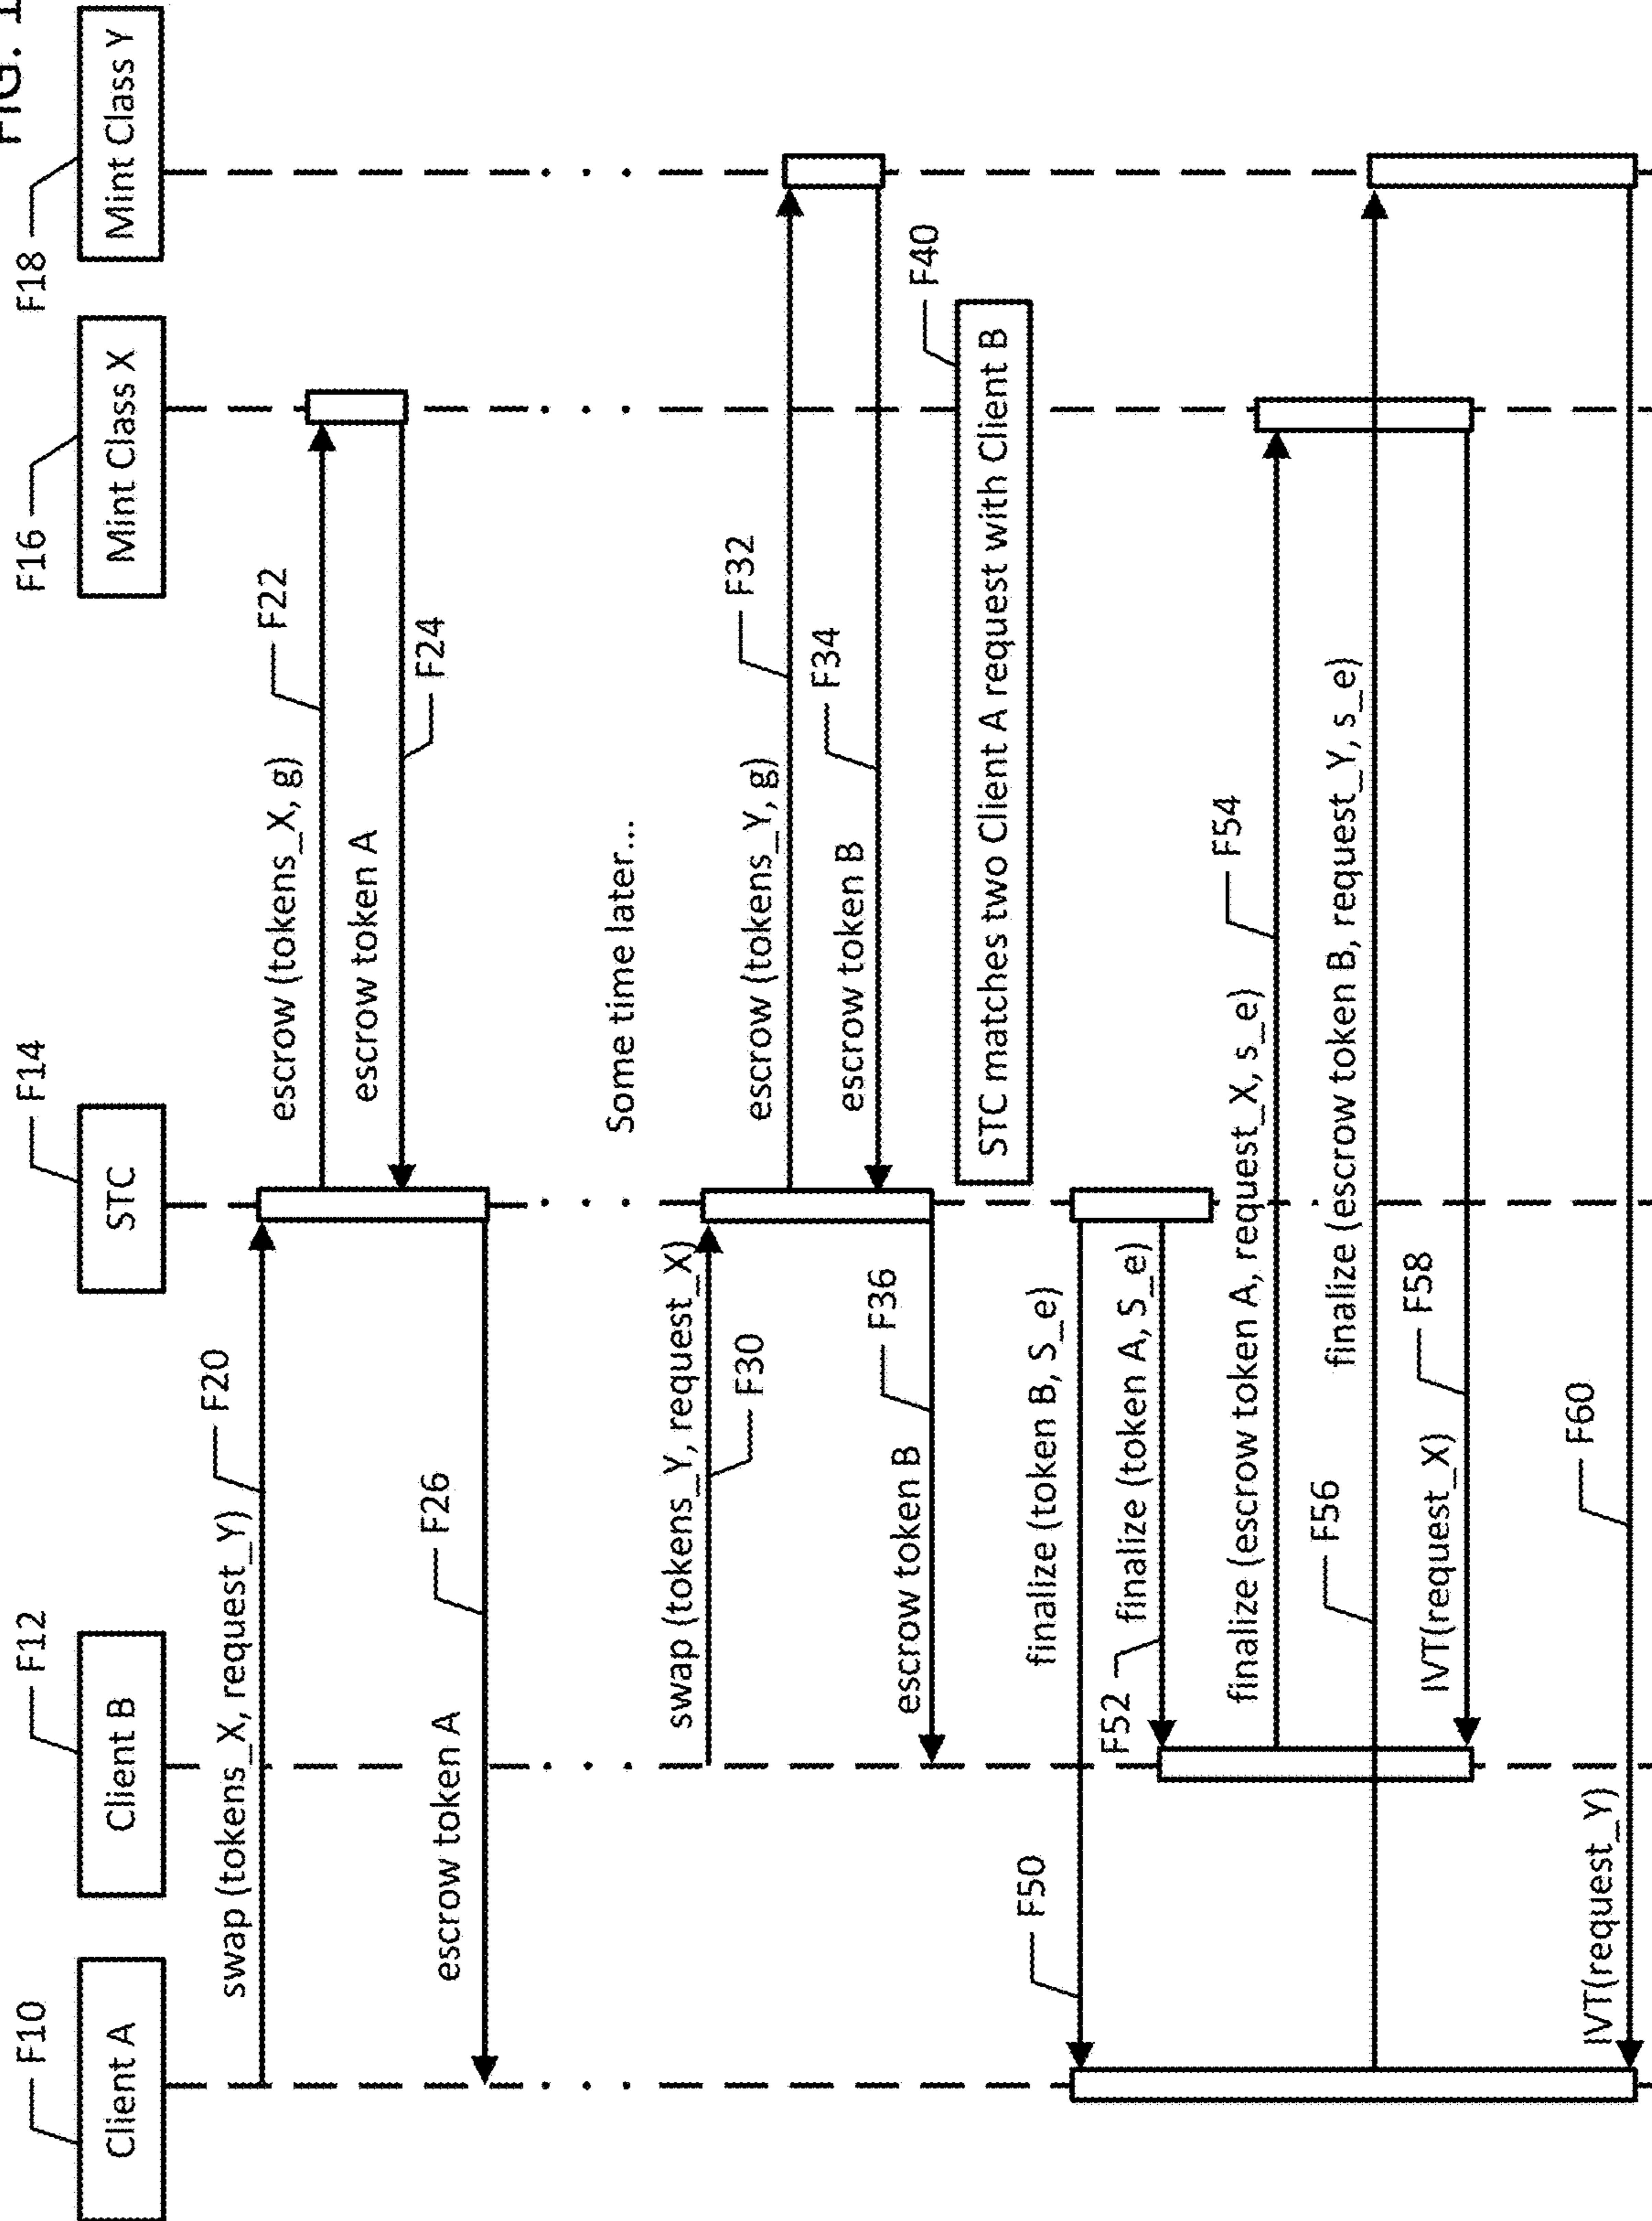 FIG. 1
F10
F12
F14
F16
F18
Client A
Client B
STC
Mint Class X
Mint Class Y
swap (tokens_X, request_Y)
F20
escrow (tokens_X, g)
F22
escrow token A
F24
escrow token A
F26
Some time later...
swap (tokens_Y, request_X)
F30
escrow (tokens_Y, g)
F32
escrow token B
F34
escrow token B
F36
F40
STC matches two Client A request with Client B
F50
finalize (token B, S_e)
F52
finalize (token A, S_e)
finalize (escrow token A, request_X, s_e)
F54
F56
finalize (escrow token B, request_Y, s_e)
IVT(request_X)
F58
IVT(request_Y)
F60